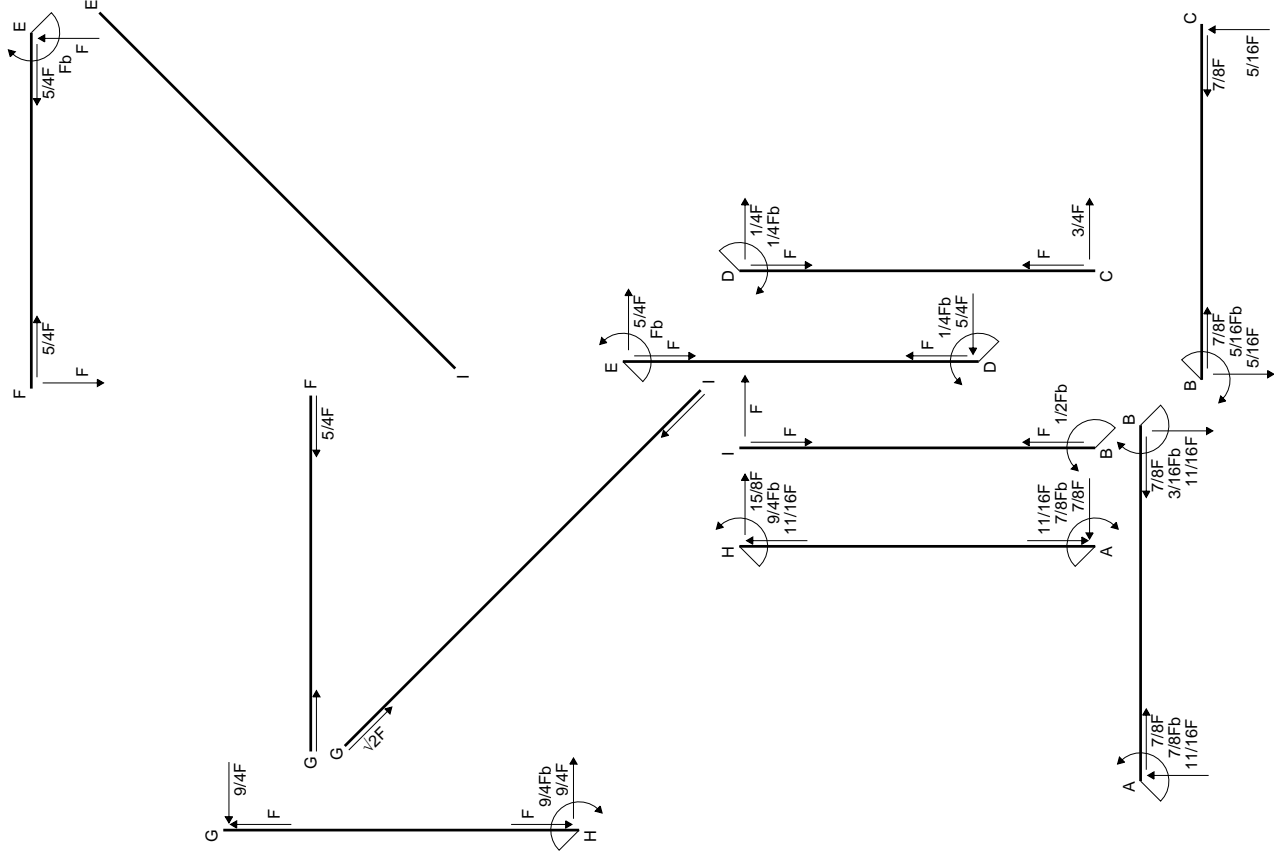 F
F
5/4F
E
F
5/4F
Fb
E
I
G
F
5/4F
G
I
√2F
G
9/4F
F
H
F
9/4Fb
9/4F
E
5/4F
Fb
F
D
F
1/4Fb
5/4F
D
1/4F
1/4Fb
F
C
F
3/4F
I
F
F
B
F
1/2Fb
H
15/8F
9/4Fb
11/16F
A
11/16F
7/8Fb
7/8F
A
7/8F
7/8Fb
11/16F
B
7/8F
3/16Fb
11/16F
B
7/8F
5/16Fb
5/16F
C
7/8F
5/16F